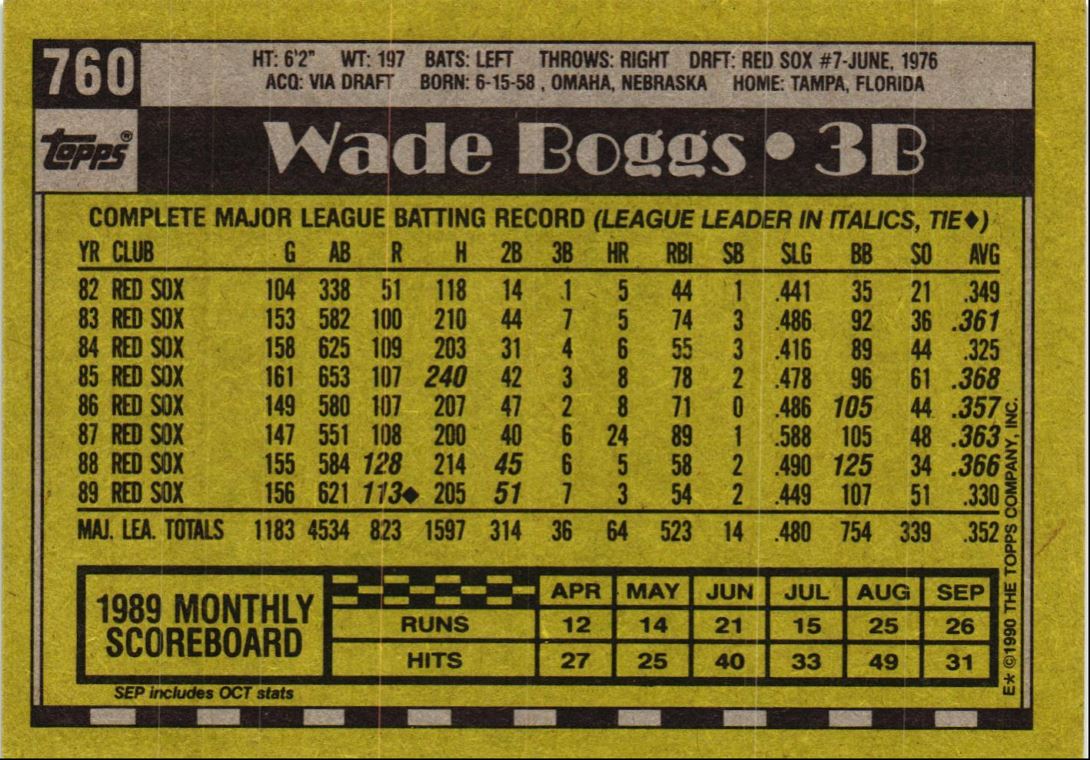 760
HT: 6'2" WT: 197 BATS: LEFT THROWS: RIGHT DRFT: RED SOX #7-JUNE, 1976
ACQ: VIA DRAFT BORN: 6-15-58 , OMAHA, NEBRASKA HOME: TAMPA, FLORIDA
topps®
Wade Boggs • 3B
COMPLETE MAJOR LEAGUE BATTING RECORD (LEAGUE LEADER IN ITALICS, TIE♦)
YR CLUB G AB R H 2B 3B HR RBI SB SLG BB SO AVG
82 RED SOX 104 338 51 118 14 1 5 44 1 .441 35 21 .349
83 RED SOX 153 582 100 210 44 7 5 74 3 .486 92 36 .361
84 RED SOX 158 625 109 203 31 4 6 55 3 .416 89 44 .325
85 RED SOX 161 653 107 240 42 3 8 78 2 .478 96 61 .368
86 RED SOX 149 580 107 207 47 2 8 71 0 .486 105 44 .357
87 RED SOX 147 551 108 200 40 6 24 89 1 .588 105 48 .363
88 RED SOX 155 584 128 214 45 6 5 58 2 .490 125 34 .366
89 RED SOX 156 621 113♦ 205 51 7 3 54 2 .449 107 51 .330
MAJ. LEA. TOTALS 1183 4534 823 1597 314 36 64 523 14 .480 754 339 .352
1989 MONTHLY
SCOREBOARD
APR MAY JUN JUL AUG SEP
RUNS 12 14 21 15 25 26
HITS 27 25 40 33 49 31
SEP includes OCT stats
E* ©1990 THE TOPPS COMPANY, INC.